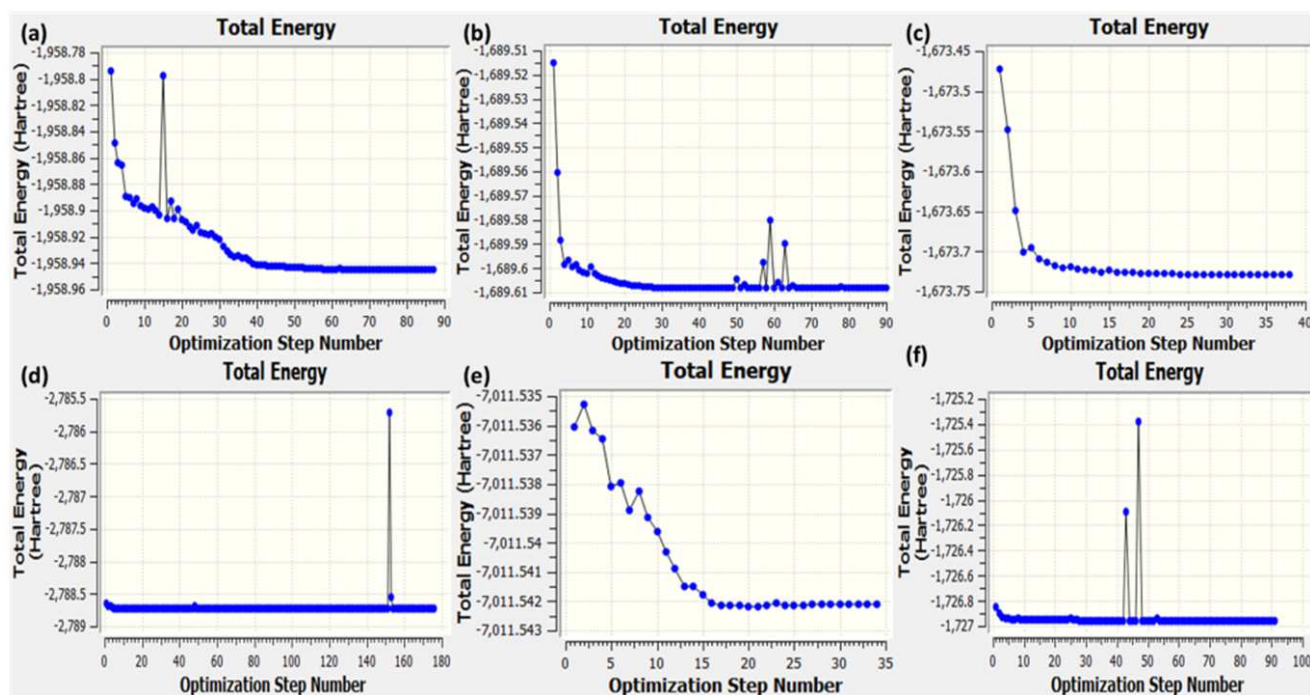 (a)
Total Energy
Total Energy (Hartree)
-1,958.78
-1,958.8
-1,958.82
-1,958.84
-1,958.86
-1,958.88
-1,958.9
-1,958.92
-1,958.94
-1,958.96
0 10 20 30 40 50 60 70 80 90
Optimization Step Number
(b)
Total Energy
Total Energy (Hartree)
-1,689.51
-1,689.52
-1,689.53
-1,689.54
-1,689.55
-1,689.56
-1,689.57
-1,689.58
-1,689.59
-1,689.6
-1,689.61
0 10 20 30 40 50 60 70 80 90
Optimization Step Number
(c)
Total Energy
Total Energy (Hartree)
-1,673.45
-1,673.5
-1,673.55
-1,673.6
-1,673.65
-1,673.7
-1,673.75
0 5 10 15 20 25 30 35 40
Optimization Step Number
(d)
Total Energy
Total Energy
(Hartree)
-2,785.5
-2,786
-2,786.5
-2,787
-2,787.5
-2,788
-2,788.5
-2,789
0 20 40 60 80 100 120 140 160 180
Optimization Step Number
(e)
Total Energy
Total Energy (Hartree)
-7,011.535
-7,011.536
-7,011.537
-7,011.538
-7,011.539
-7,011.54
-7,011.541
-7,011.542
-7,011.543
0 5 10 15 20 25 30 35
Optimization Step Number
(f)
Total Energy
Total Energy
(Hartree)
-1,725.2
-1,725.4
-1,725.6
-1,725.8
-1,726
-1,726.2
-1,726.4
-1,726.6
-1,726.8
-1,727
0 10 20 30 40 50 60 70 80 90 100
Optimization Step Number